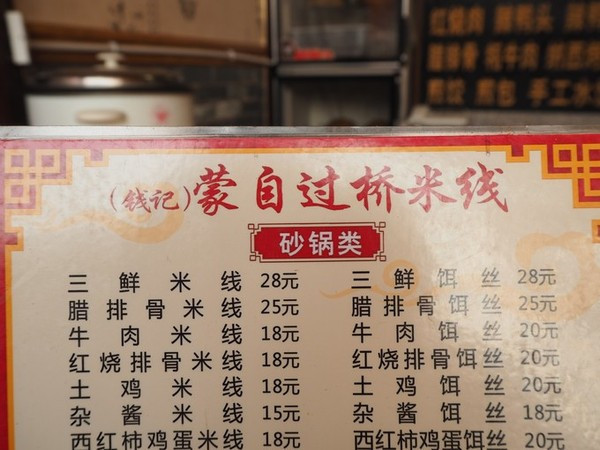 红烧肉
手工水
(钱记)蒙自过桥米线
砂锅类
三鲜米线 28元 三鲜饵丝 28元
腊排骨米线 25元 腊排骨饵丝 25元
牛肉米线 18元 牛肉饵丝 20元
红烧排骨米线 18元 红烧排骨饵丝 20元
土鸡米线 18元 土鸡饵丝 20元
杂酱米线 15元 杂酱饵丝 18元
西红柿鸡蛋米线 18元 西红柿鸡蛋饵丝 20元